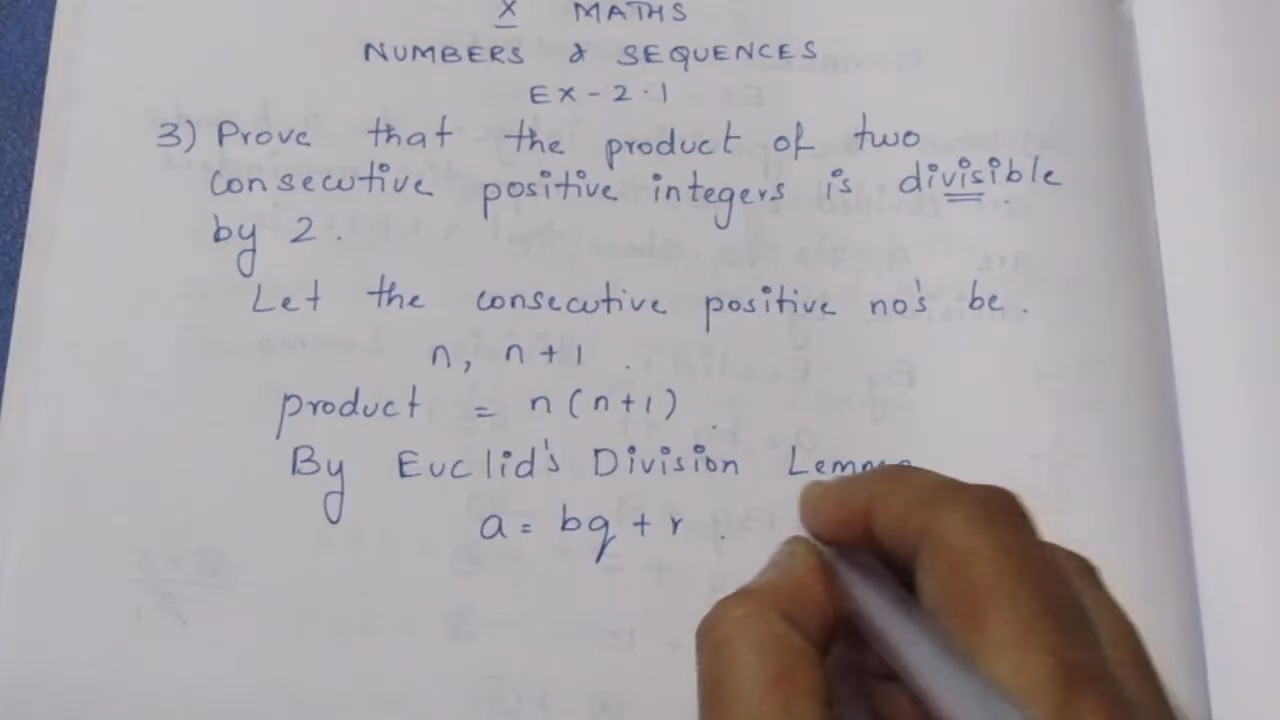 X MATHS
NUMBERS & SEQUENCES
EX - 2.1
3) Prove that the product of two
consecutive positive integers is divisible
by 2.
Let the consecutive positive no's be.
n, n+1.
product = n(n+1).
By Euclid's Division Lemma
a = bq + r.